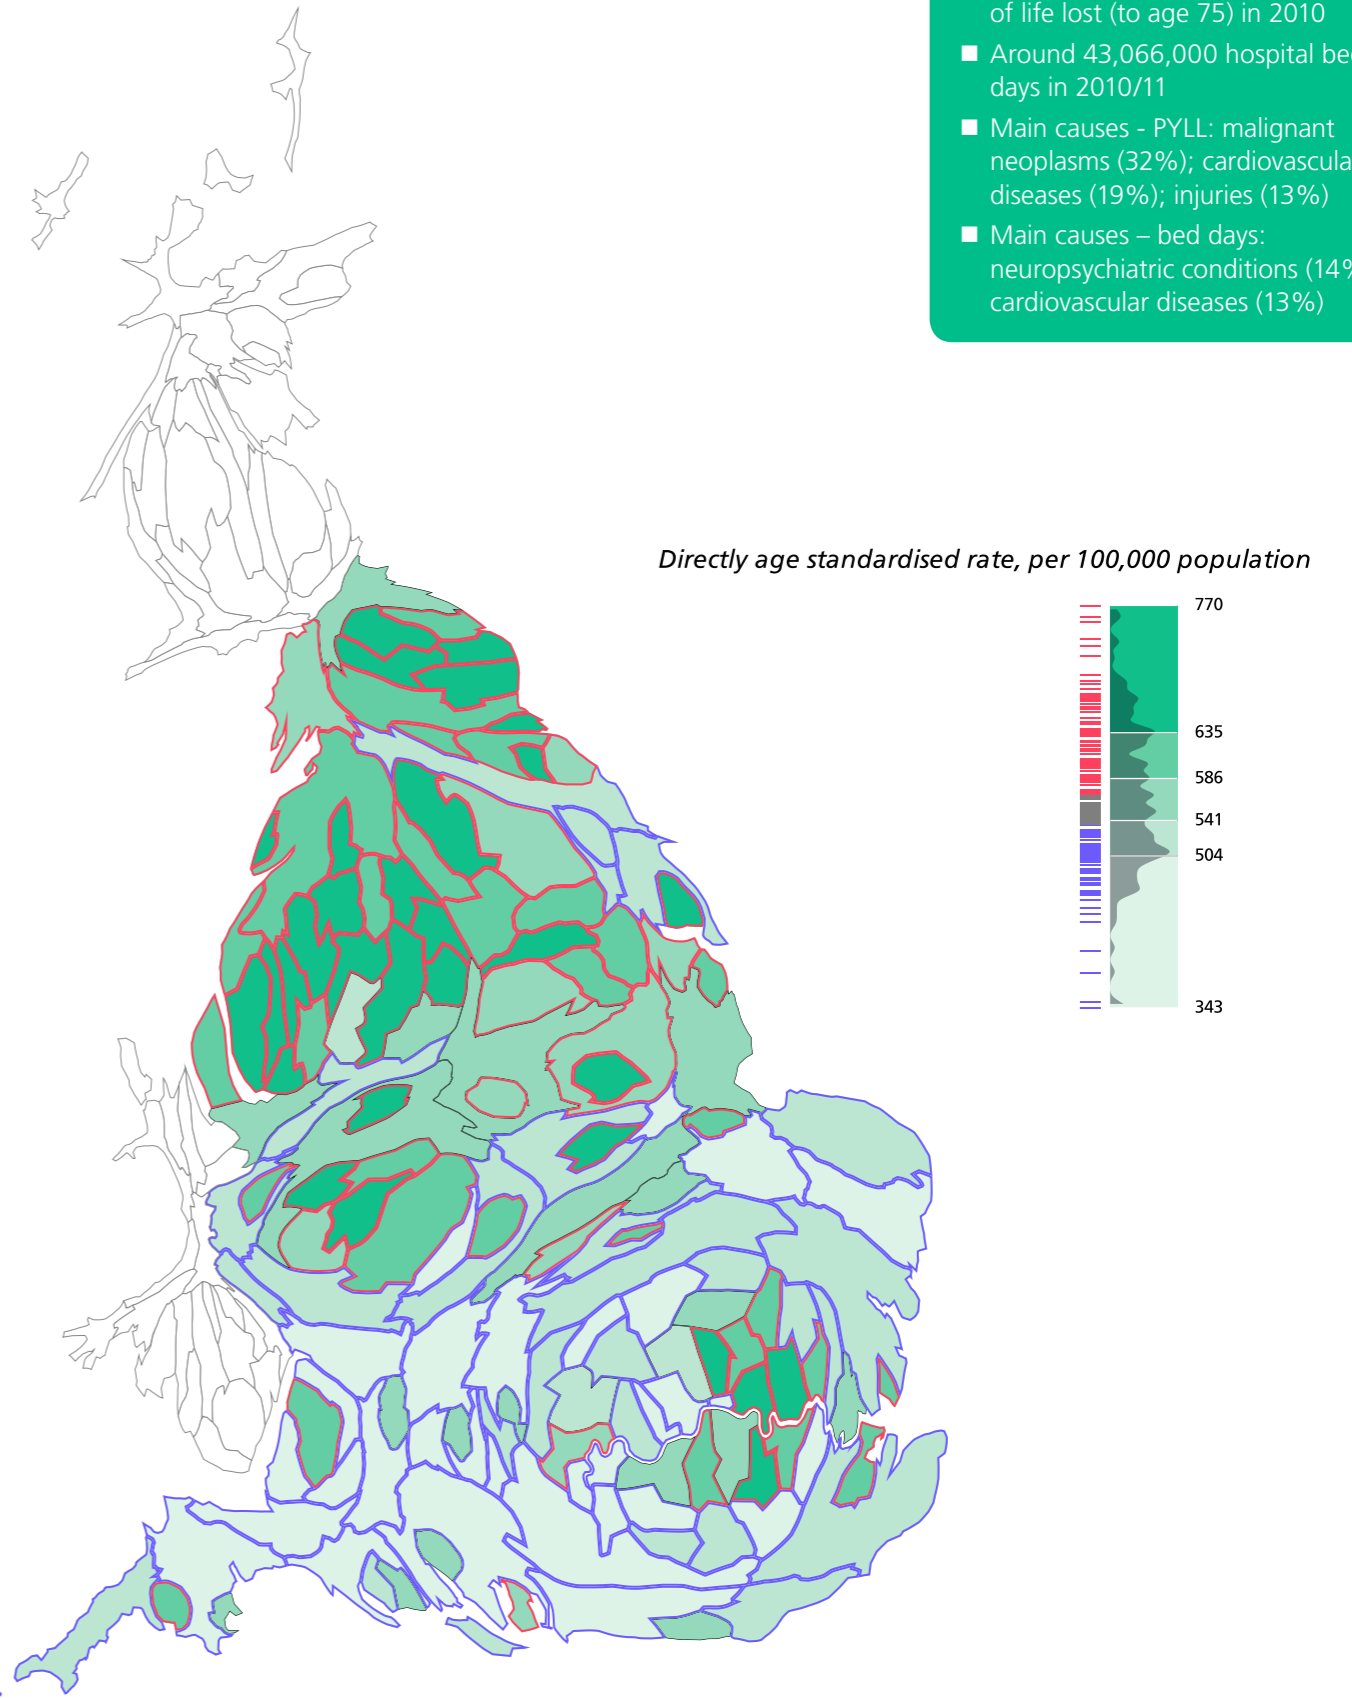 of life lost (to age 75) in 2010
■ Around 43,066,000 hospital
days in 2010/11
■ Main causes - PYLL: malignant
neoplasms (32%); cardiovascula
diseases (19%); injuries (13%)
■ Main causes – bed days:
neuropsychiatric conditions (14%
cardiovascular diseases (13%)
Directly age standardised rate, per 100,000 population
770
635
586
541
504
343